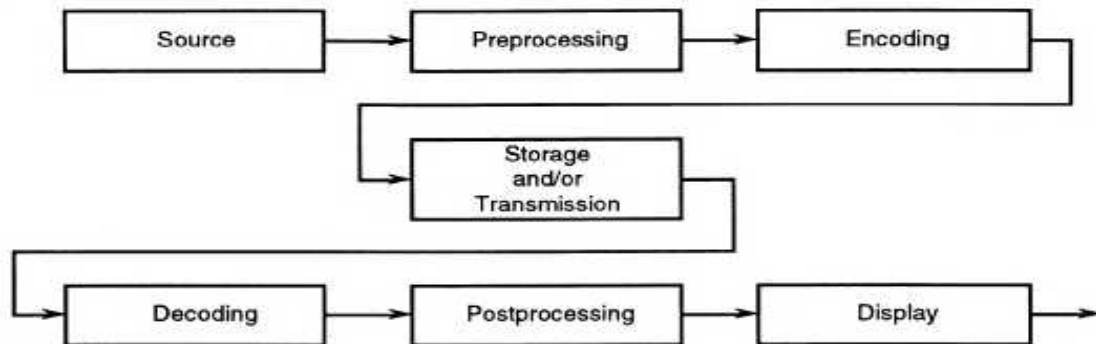 Source
Preprocessing
Encoding
Storage
and/or
Transmission
Decoding
Postprocessing
Display